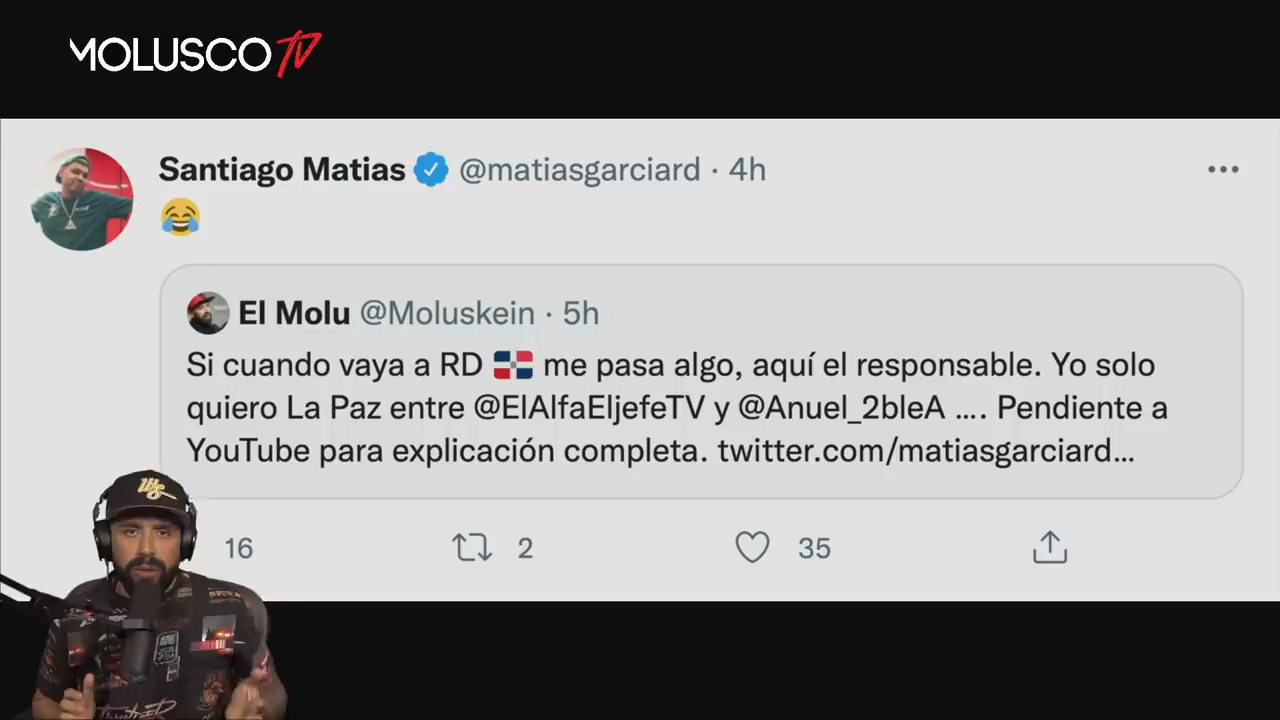 MOLUSCO TV
Santiago Matias @matiasgarciard · 4h
😂
El Molu @Moluskein · 5h
Si cuando vaya a RD 🇩🇴 me pasa algo, aquí el responsable. Yo solo
quiero La Paz entre @ElAlfaEljefeTV y @Anuel_2bleA .... Pendiente a
YouTube para explicación completa. twitter.com/matiasgarciard...
16 2 35